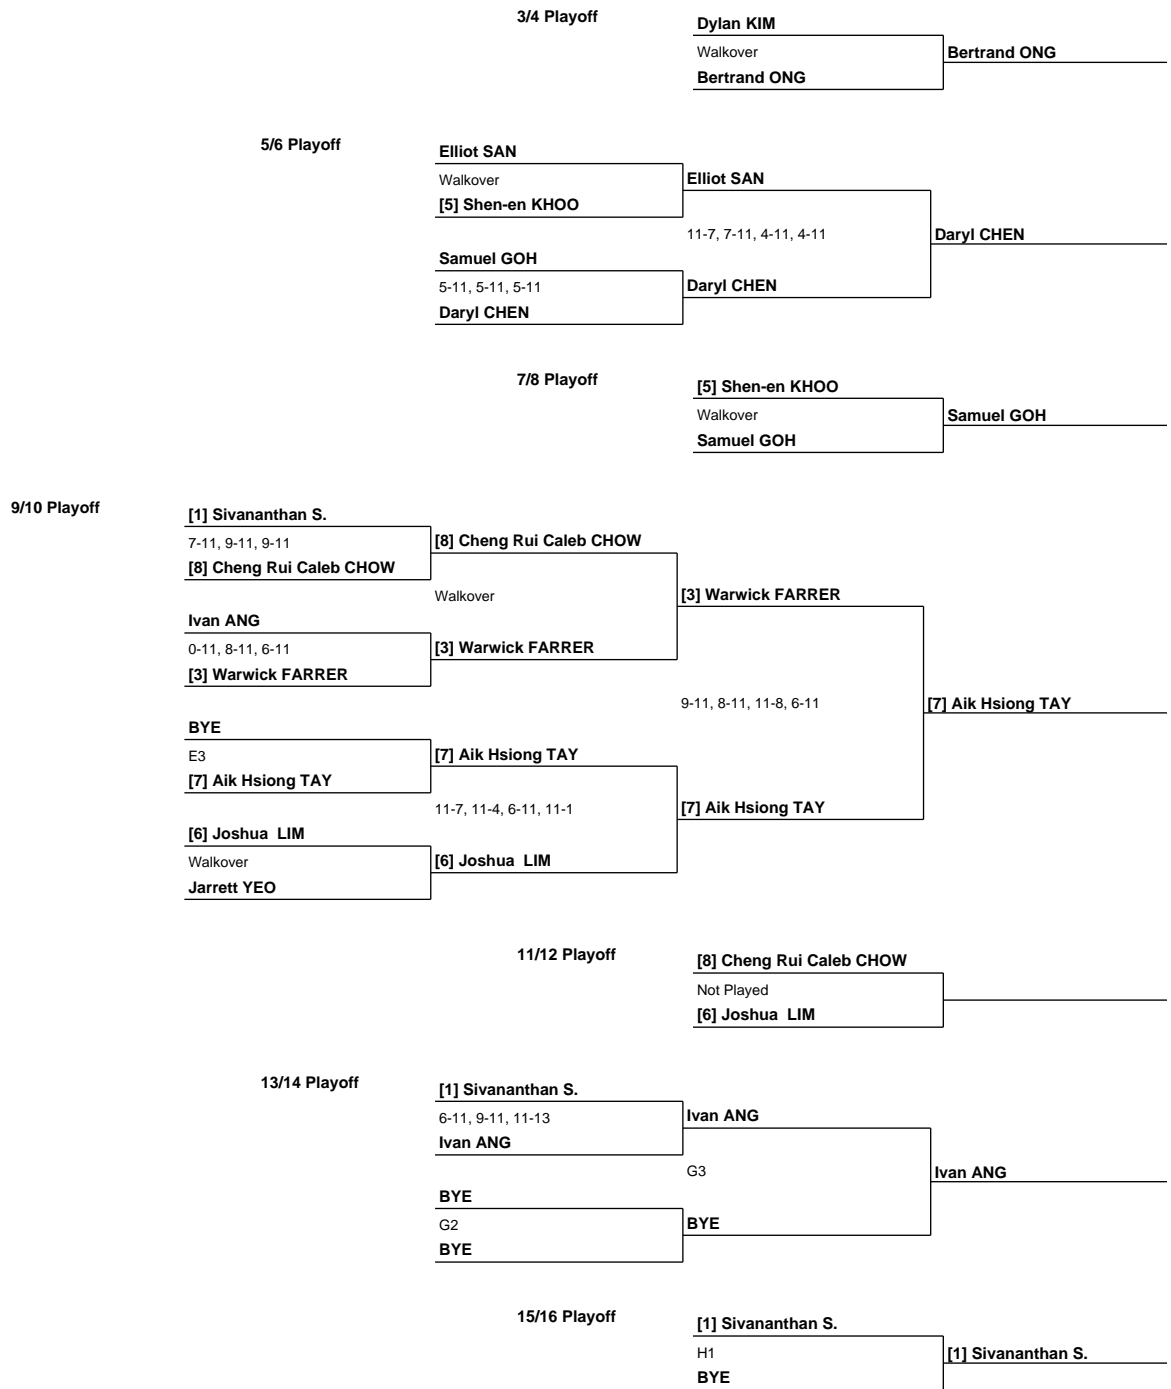 3/4 Playoff
Dylan KIM
Walkover
Bertrand ONG
Bertrand ONG
5/6 Playoff
Elliot SAN
Walkover
Elliot SAN
[5] Shen-en KHOO
11-7, 7-11, 4-11, 4-11
Daryl CHEN
Samuel GOH
5-11, 5-11, 5-11
Daryl CHEN
Daryl CHEN
7/8 Playoff
[5] Shen-en KHOO
Walkover
Samuel GOH
Samuel GOH
9/10 Playoff
[1] Sivananthan S.
7-11, 9-11, 9-11
[8] Cheng Rui Caleb CHOW
[8] Cheng Rui Caleb CHOW
Walkover
[3] Warwick FARRER
Ivan ANG
0-11, 8-11, 6-11
[3] Warwick FARRER
[3] Warwick FARRER
9-11, 8-11, 11-8, 6-11
[7] Aik Hsiong TAY
BYE
E3
[7] Aik Hsiong TAY
[7] Aik Hsiong TAY
11-7, 11-4, 6-11, 11-1
[7] Aik Hsiong TAY
[6] Joshua  LIM
Walkover
[6] Joshua  LIM
Jarrett YEO
11/12 Playoff
[8] Cheng Rui Caleb CHOW
Not Played
[6] Joshua  LIM
13/14 Playoff
[1] Sivananthan S.
6-11, 9-11, 11-13
Ivan ANG
Ivan ANG
G3
Ivan ANG
BYE
G2
BYE
BYE
15/16 Playoff
[1] Sivananthan S.
H1
[1] Sivananthan S.
BYE